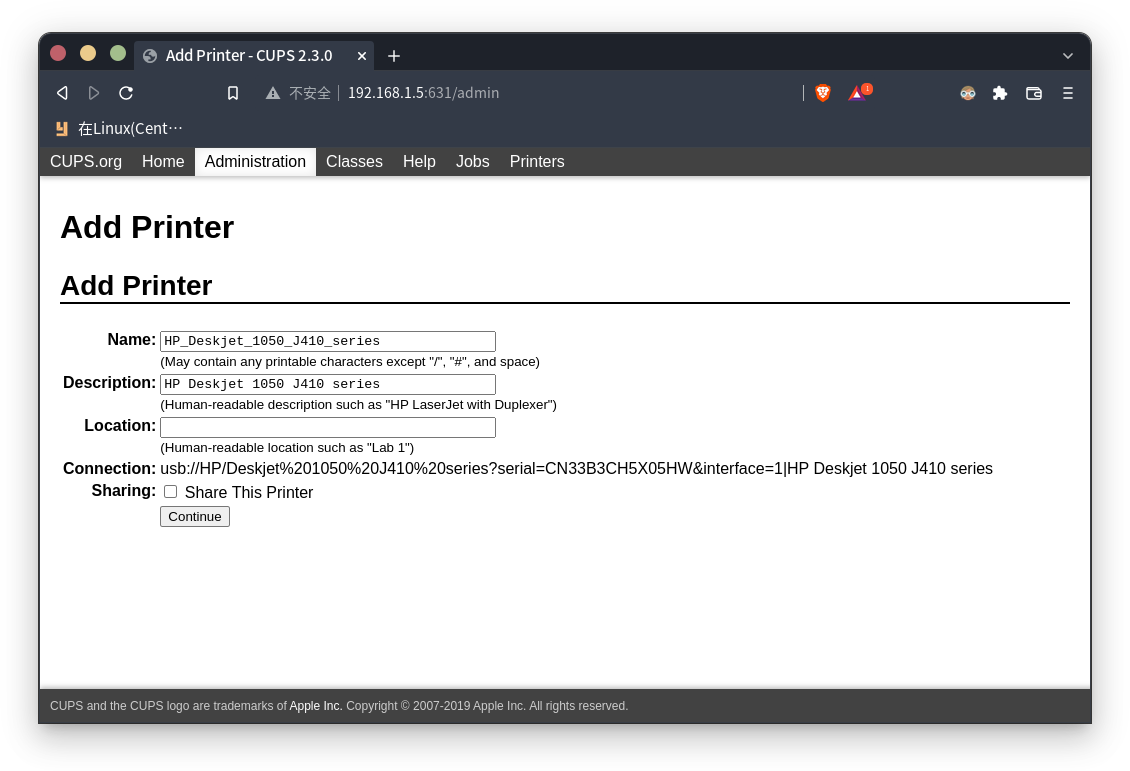 Add Printer - CUPS 2.3.0
不安全 192.168.1.5:631/admin
1
在Linux(Cent⋯
CUPS.org Home Administration Classes Help Jobs Printers
Add Printer
Add Printer
Name: HP_Deskjet_1050_J410_series
(May contain any printable characters except "/", "#", and space)
Description: HP Deskjet 1050 J410 series
(Human-readable description such as "HP LaserJet with Duplexer")
Location:
(Human-readable location such as "Lab 1")
Connection: usb://HP/Deskjet%201050%20J410%20series?serial=CN33B3CH5X05HW&interface=1|HP Deskjet 1050 J410 series
Sharing: Share This Printer
Continue
CUPS and the CUPS logo are trademarks of Apple Inc. Copyright © 2007-2019 Apple Inc. All rights reserved.